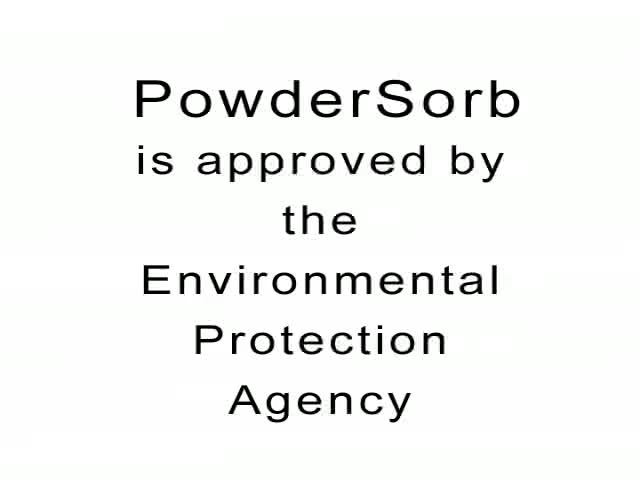 PowderSorb
is approved by
the
Environmental
Protection
Agency